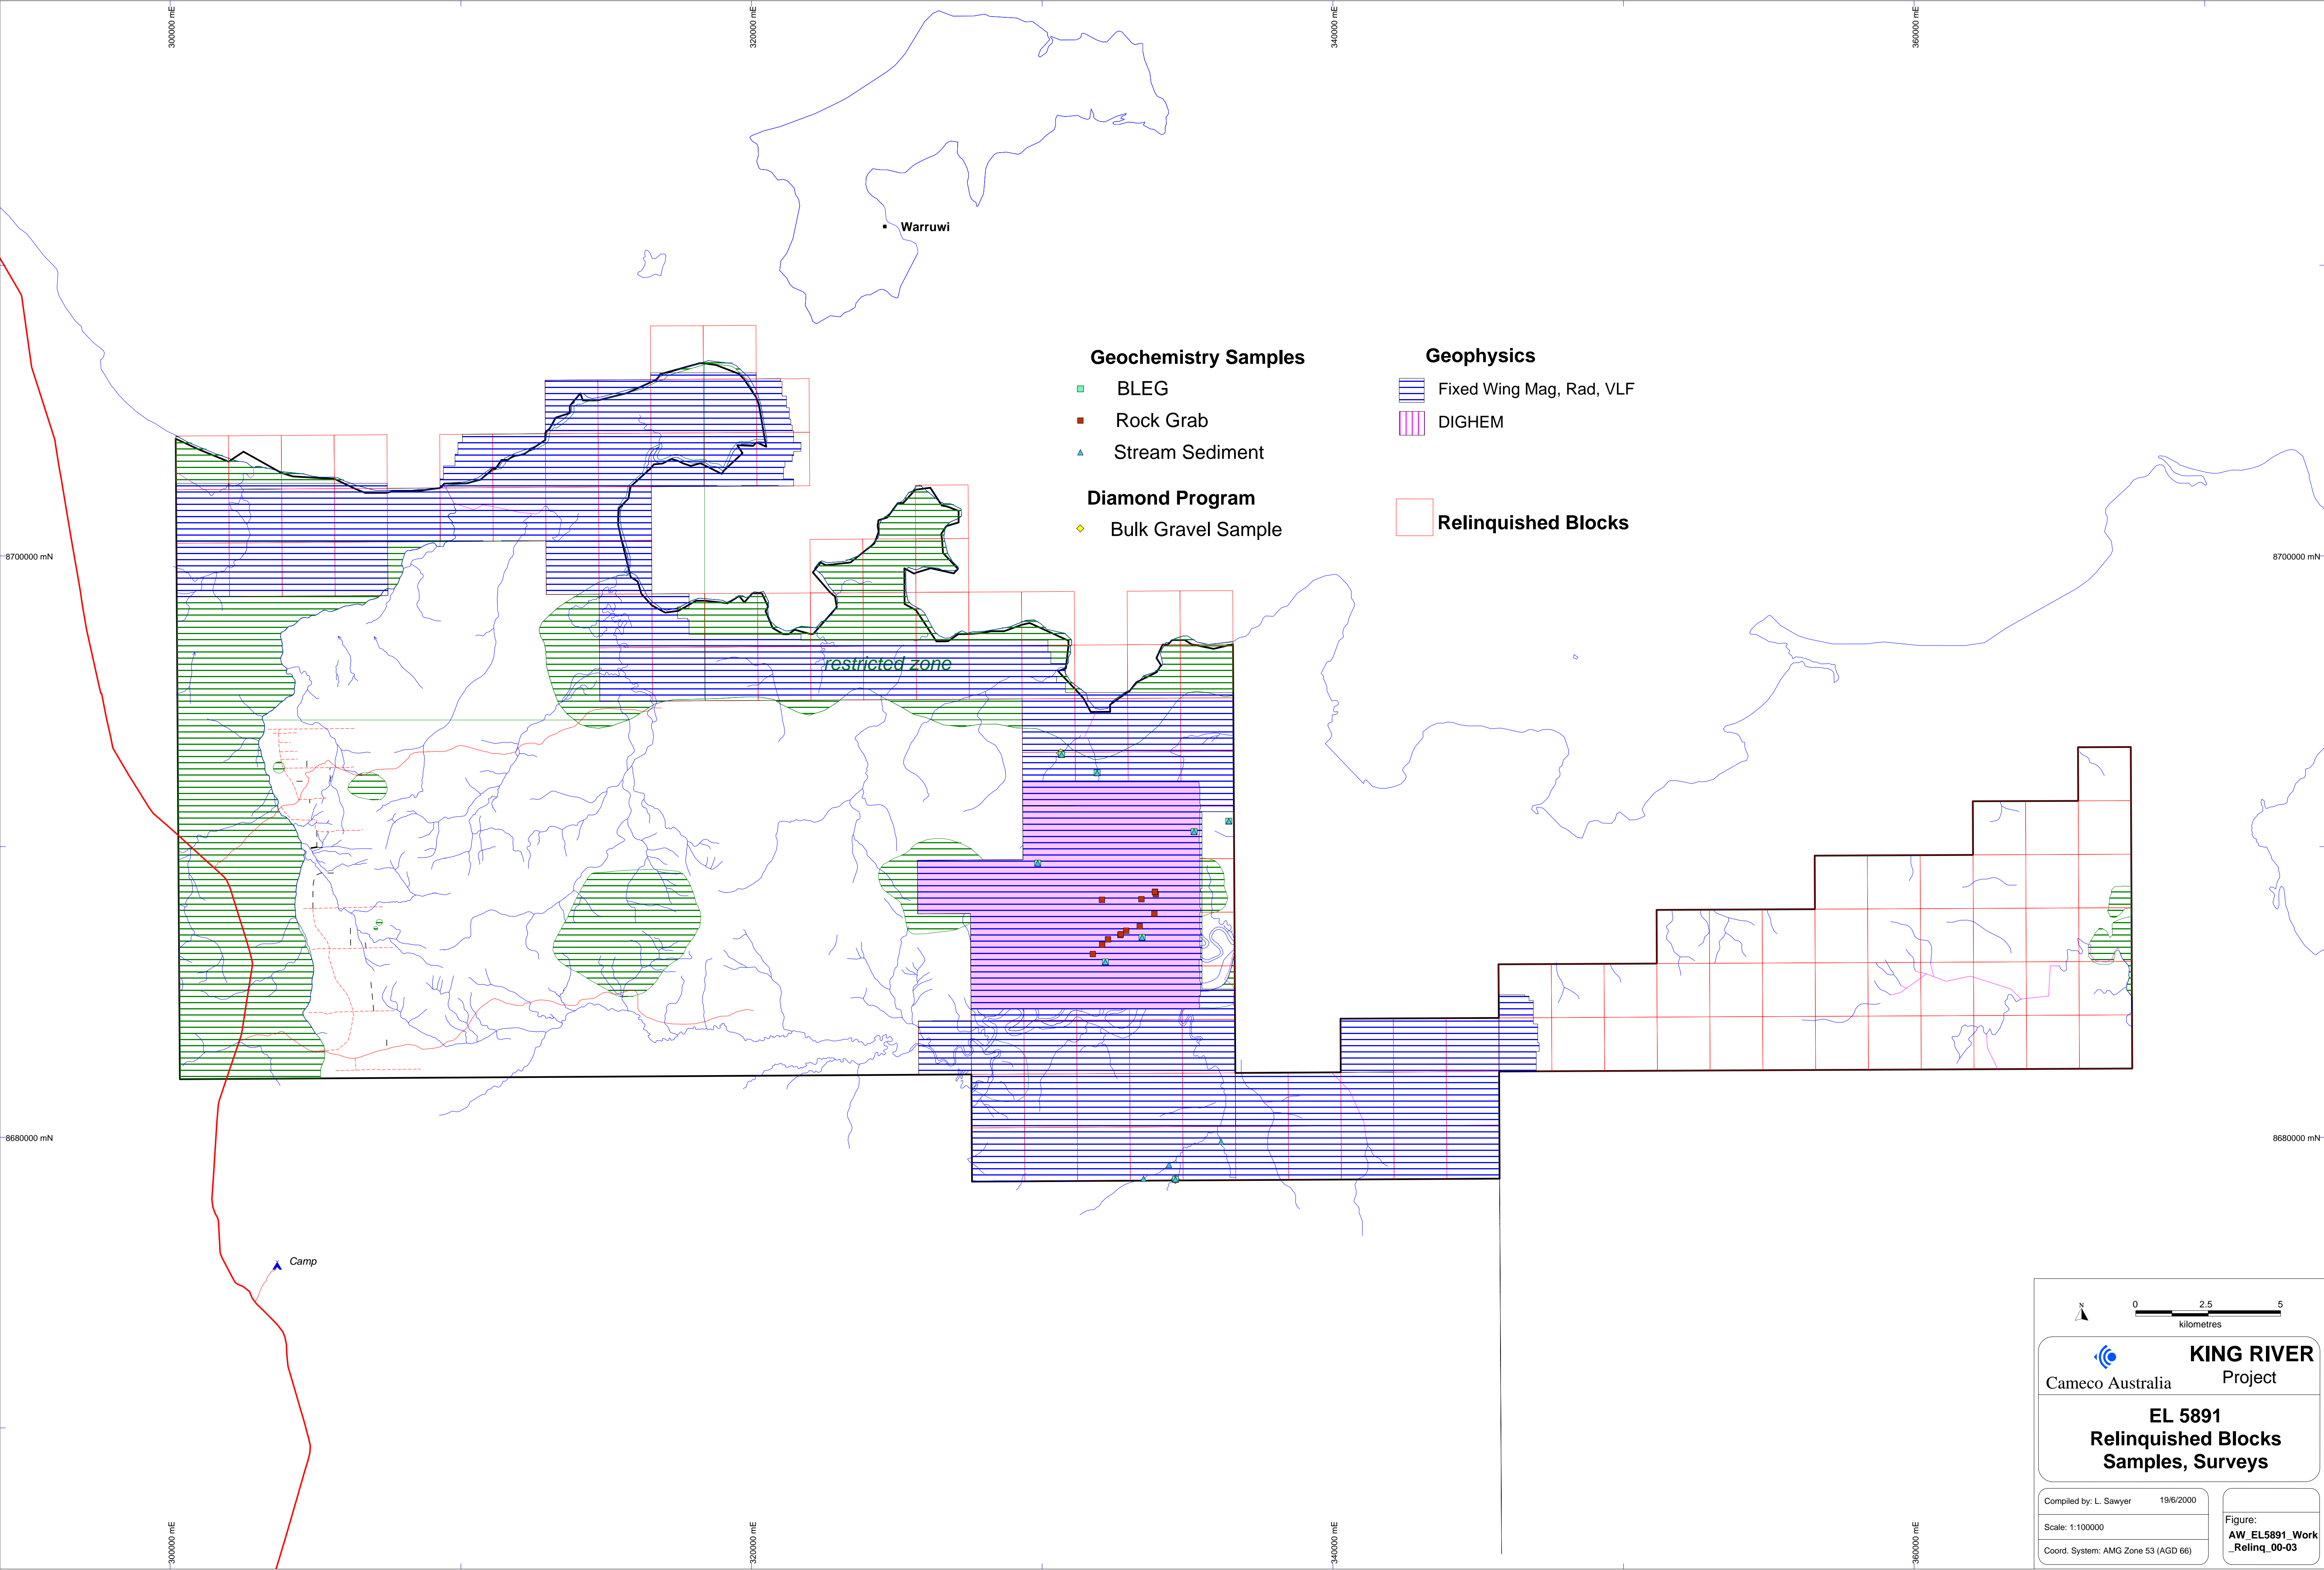 300000 mE
320000 mE
340000 mE
360000 mE
Warruwi
Geochemistry Samples
BLEG
Rock Grab
Stream Sediment
Diamond Program
Bulk Gravel Sample
Geophysics
Fixed Wing Mag, Rad, VLF
DIGHEM
Relinquished Blocks
8700000 mN
8700000 mN
restricted zone
8680000 mN
8680000 mN
Camp
N
0 2.5 5
kilometres
Cameco Australia
KING RIVER
Project
EL 5891
Relinquished Blocks
Samples, Surveys
Compiled by: L. Sawyer 19/6/2000
Scale: 1:100000
Coord. System: AMG Zone 53 (AGD 66)
Figure:
AW_EL5891_Work
_Relinq_00-03
300000 mE
320000 mE
340000 mE
360000 mE